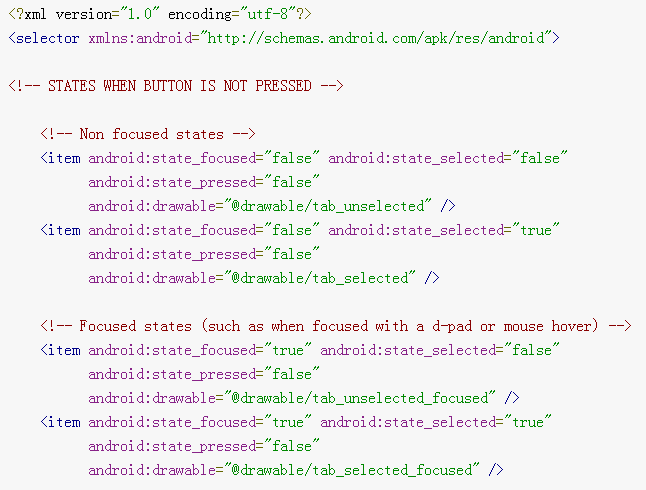 <?xml version="1.0" encoding="utf-8"?>
<selector xmlns:android="http://schemas.android.com/apk/res/android">
<!-- STATES WHEN BUTTON IS NOT PRESSED -->
<!-- Non focused states -->
<item android:state_focused="false" android:state_selected="false"
android:state_pressed="false"
android:drawable="@drawable/tab_unselected" />
<item android:state_focused="false" android:state_selected="true"
android:state_pressed="false"
android:drawable="@drawable/tab_selected" />
<!-- Focused states (such as when focused with a d-pad or mouse hover) -->
<item android:state_focused="true" android:state_selected="false"
android:state_pressed="false"
android:drawable="@drawable/tab_unselected_focused" />
<item android:state_focused="true" android:state_selected="true"
android:state_pressed="false"
android:drawable="@drawable/tab_selected_focused" />